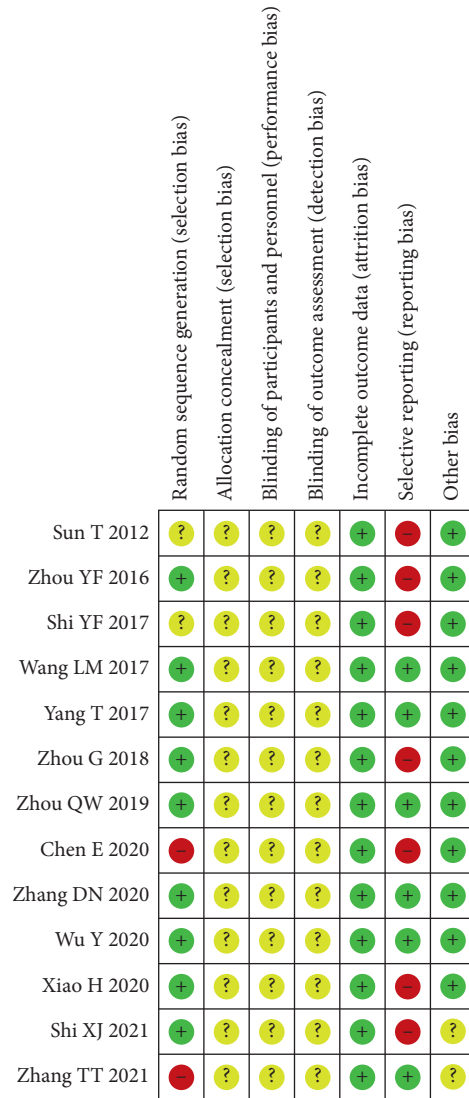 Random sequence generation (selection bias)
Allocation concealment (selection bias)
Blinding of participants and personnel (performance bias)
Blinding of outcome assessment (detection bias)
Incomplete outcome data (attrition bias)
Selective reporting (reporting bias)
Other bias
Sun T 2012 ? ? ? ? + – +
Zhou YF 2016 + ? ? ? + – +
Shi YF 2017 ? ? ? ? + – +
Wang LM 2017 + ? ? ? + + +
Yang T 2017 + ? ? ? + + +
Zhou G 2018 + ? ? ? + – +
Zhou QW 2019 + ? ? ? + + +
Chen E 2020 – ? ? ? + – +
Zhang DN 2020 + ? ? ? + + +
Wu Y 2020 + ? ? ? + + +
Xiao H 2020 + ? ? ? + – +
Shi XJ 2021 + ? ? ? + – ?
Zhang TT 2021 – ? ? ? + + ?